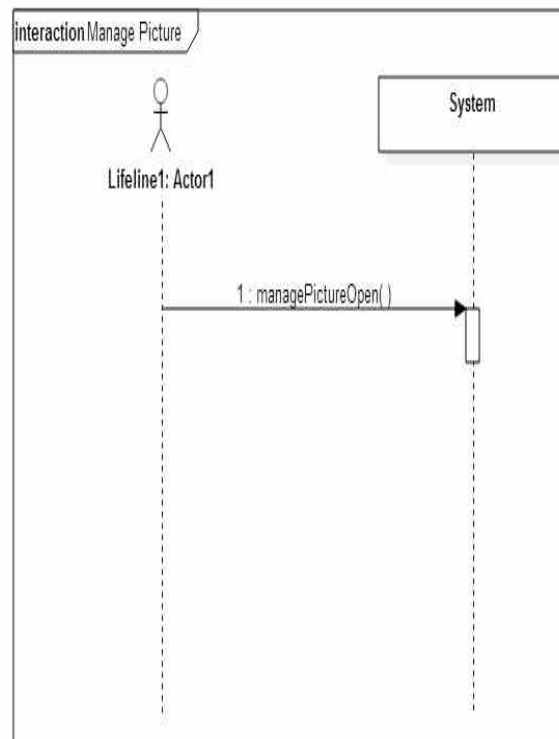 interaction Manage Picture
System
Lifeline1: Actor1
1 : managePictureOpen( )